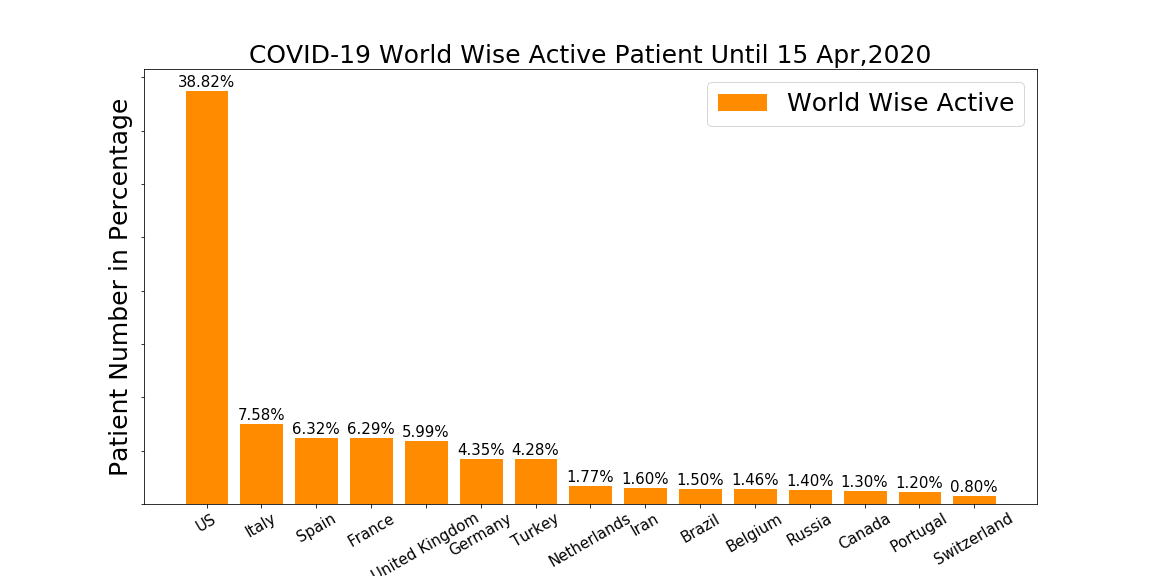 COVID-19 World Wise Active Patient Until 15 Apr,2020
World Wise Active
Patient Number in Percentage
38.82%
7.58%
6.32%
6.29%
5.99%
4.35%
4.28%
1.77%
1.60%
1.50%
1.46%
1.40%
1.30%
1.20%
0.80%
US
Italy
Spain
France
United Kingdom
Germany
Turkey
Netherlands
Iran
Brazil
Belgium
Russia
Canada
Portugal
Switzerland